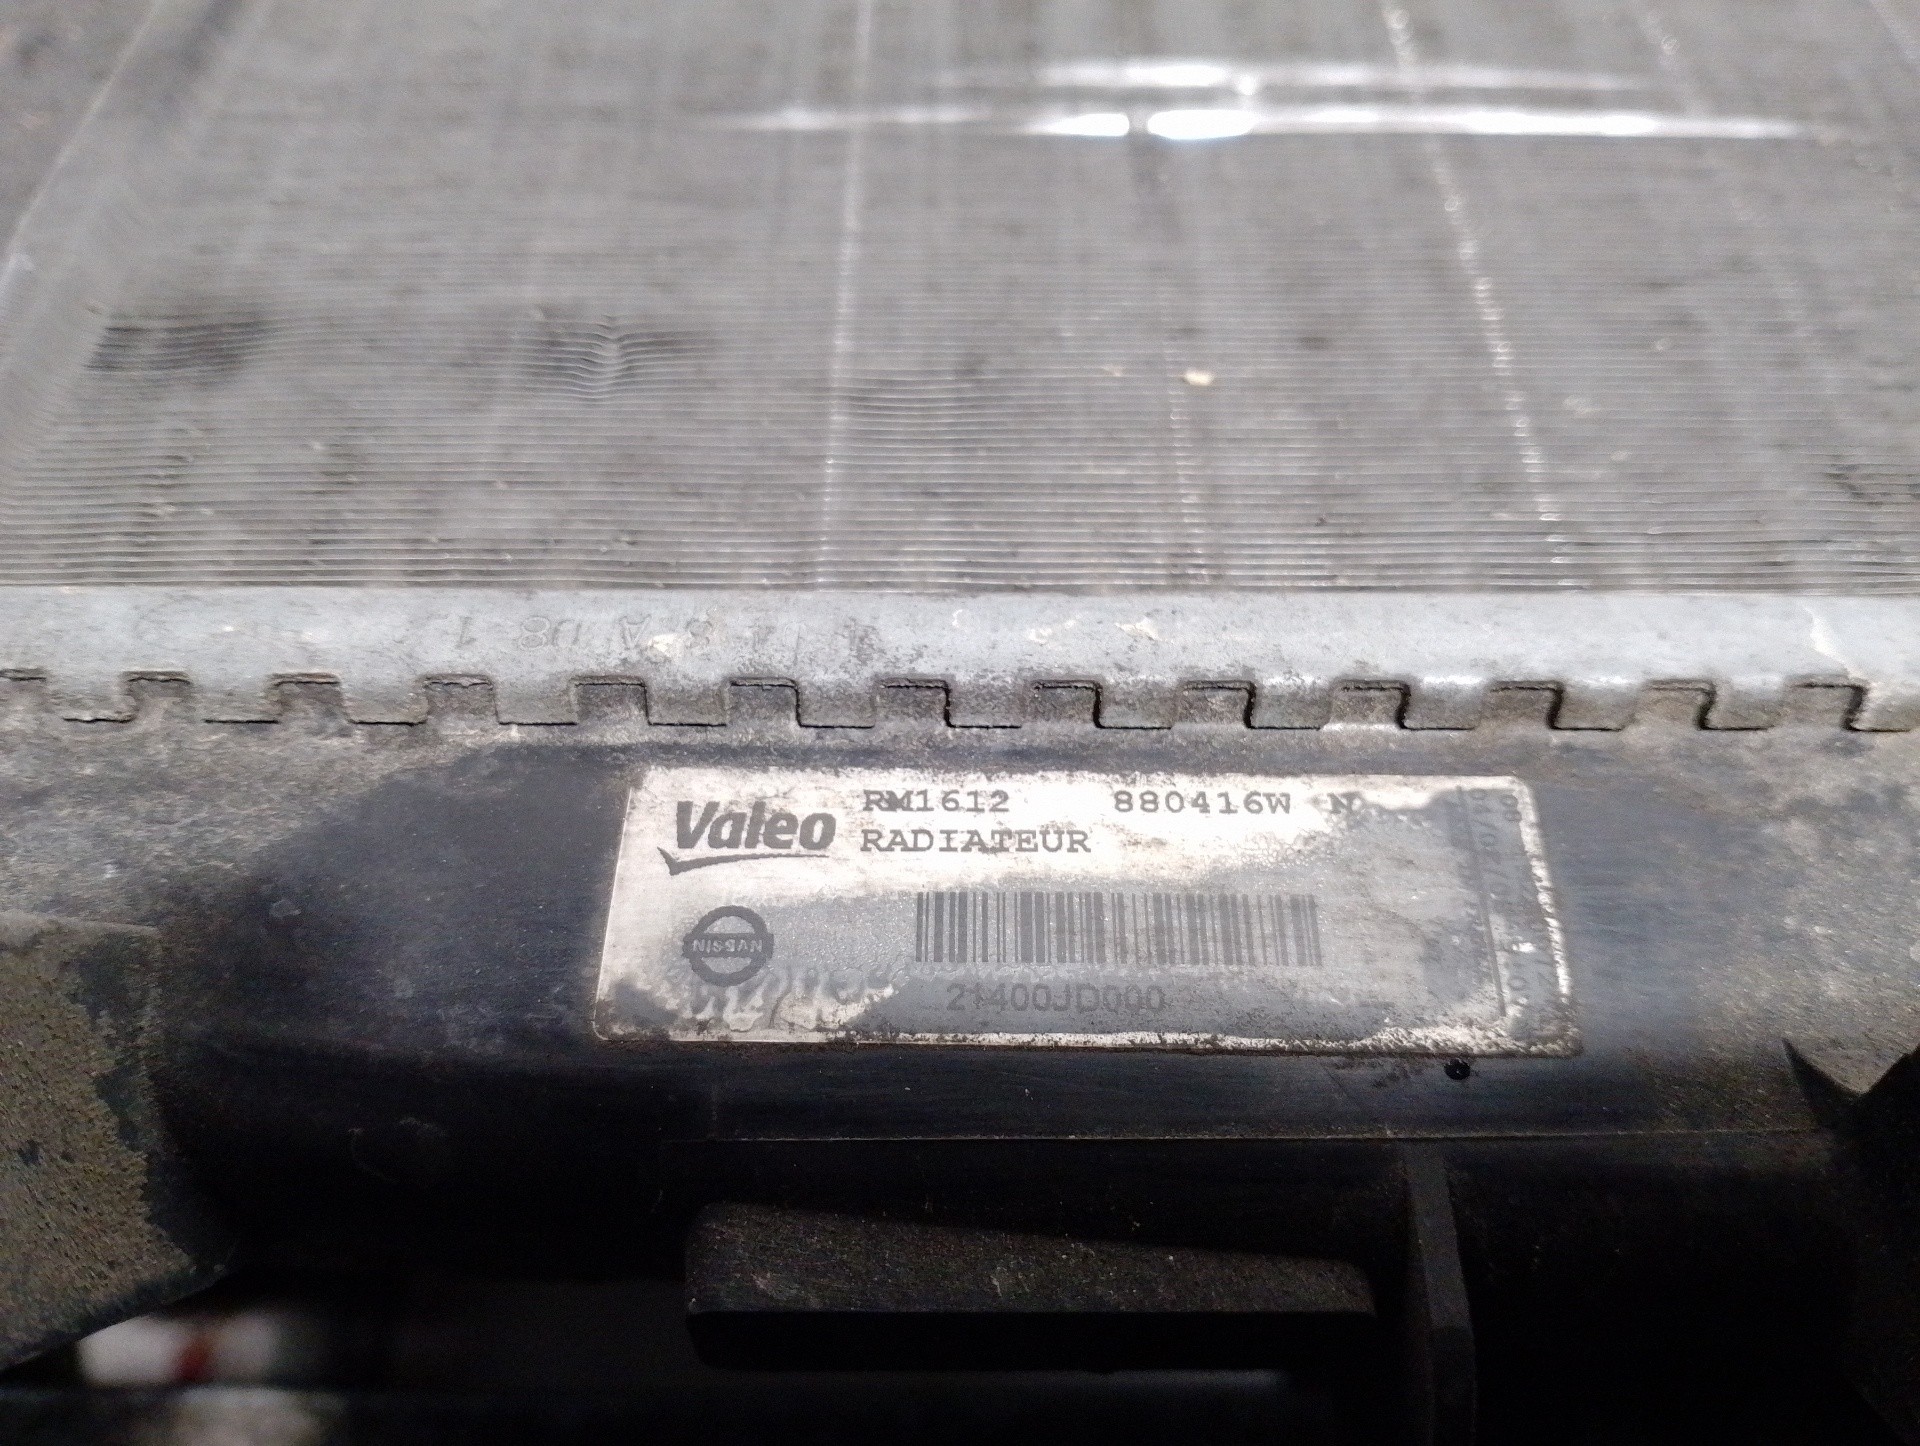 Valeo
RM1612 880416W N
RADIATEUR
NISSAN
21400JD000